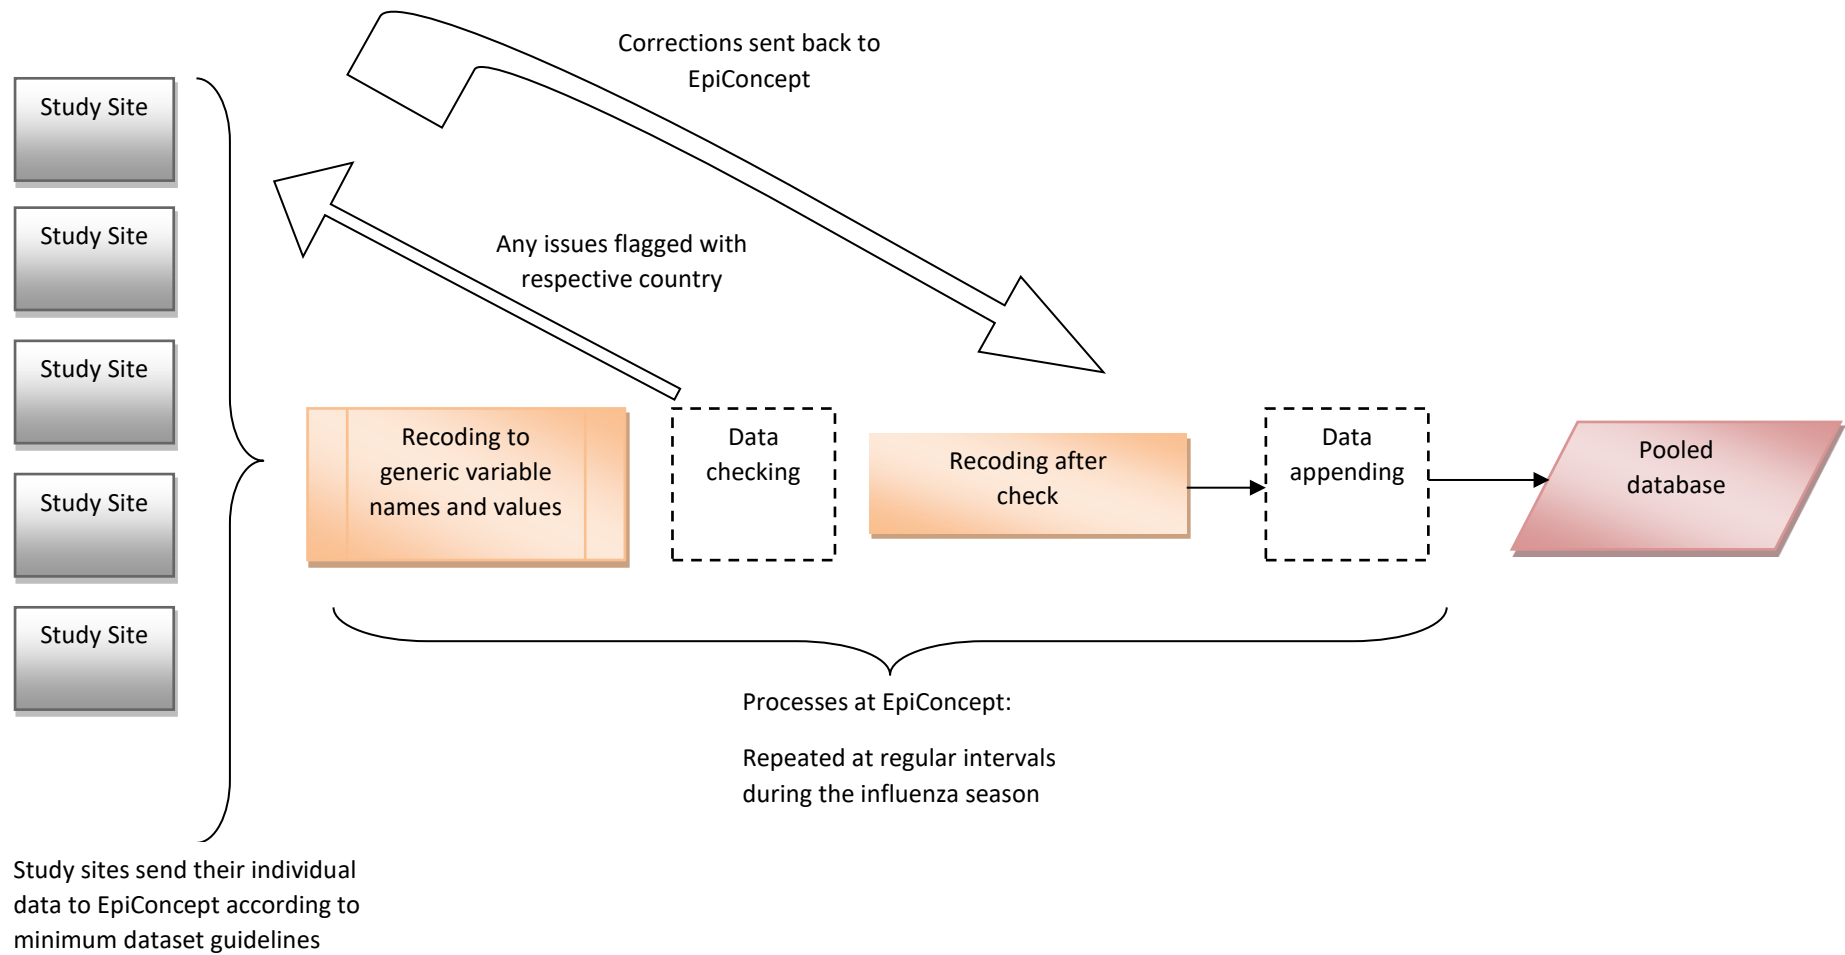 Corrections sent back to
EpiConcept
Study Site
Study Site
Any issues flagged with
respective country
Study Site
Study Site
Study Site
Recoding to
generic variable
names and values
Data
checking
Recoding after
check
Data
appending
Pooled
database
Processes at EpiConcept:
Repeated at regular intervals
during the influenza season
Study sites send their individual
data to EpiConcept according to
minimum dataset guidelines